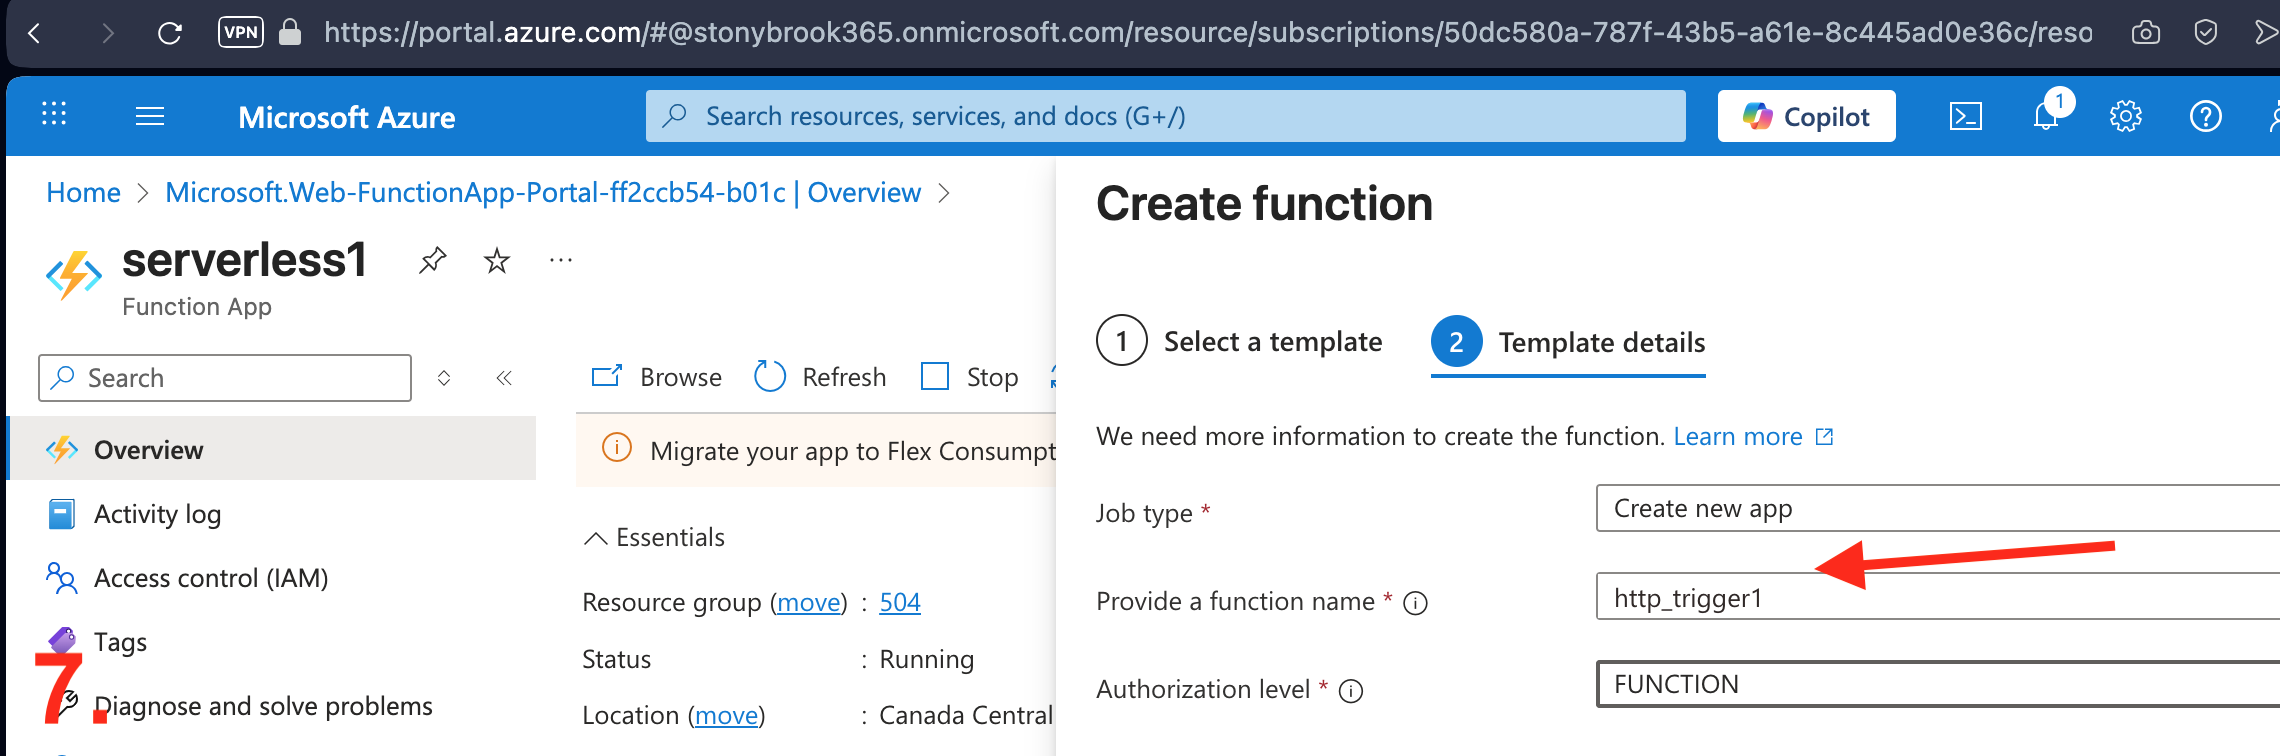 VPN https://portal.azure.com/#@stonybrook365.onmicrosoft.com/resource/subscriptions/50dc580a-787f-43b5-a61e-8c445ad0e36c/reso
Microsoft Azure
Search resources, services, and docs (G+/)
Copilot
1
Home > Microsoft.Web-FunctionApp-Portal-ff2ccb54-b01c | Overview >
serverless1
Function App
Search
Overview
Activity log
Access control (IAM)
Tags
Diagnose and solve problems
7.
Browse Refresh Stop
Migrate your app to Flex Consumpt
Essentials
Resource group (move) : 504
Status : Running
Location (move) : Canada Central
Create function
1 Select a template
2 Template details
We need more information to create the function. Learn more
Job type * Create new app
Provide a function name * http_trigger1
Authorization level * FUNCTION